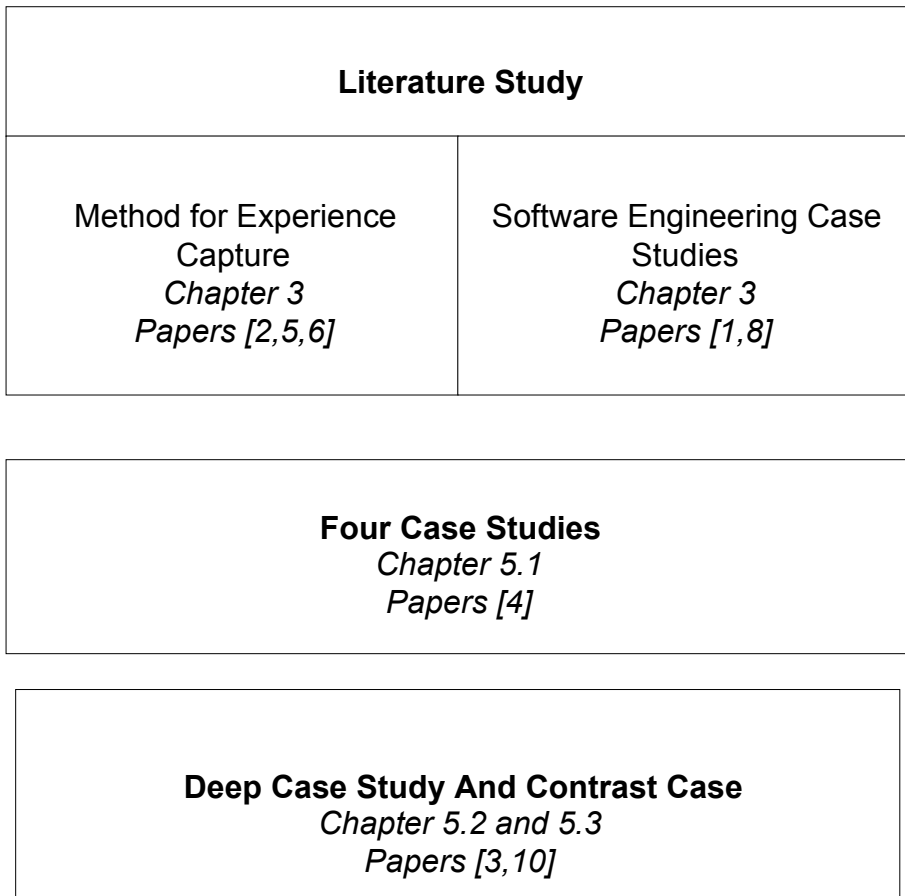 Literature Study
Method for Experience
Capture
Chapter 3
Papers [2,5,6]
Software Engineering Case
Studies
Chapter 3
Papers [1,8]
Four Case Studies
Chapter 5.1
Papers [4]
Deep Case Study And Contrast Case
Chapter 5.2 and 5.3
Papers [3,10]